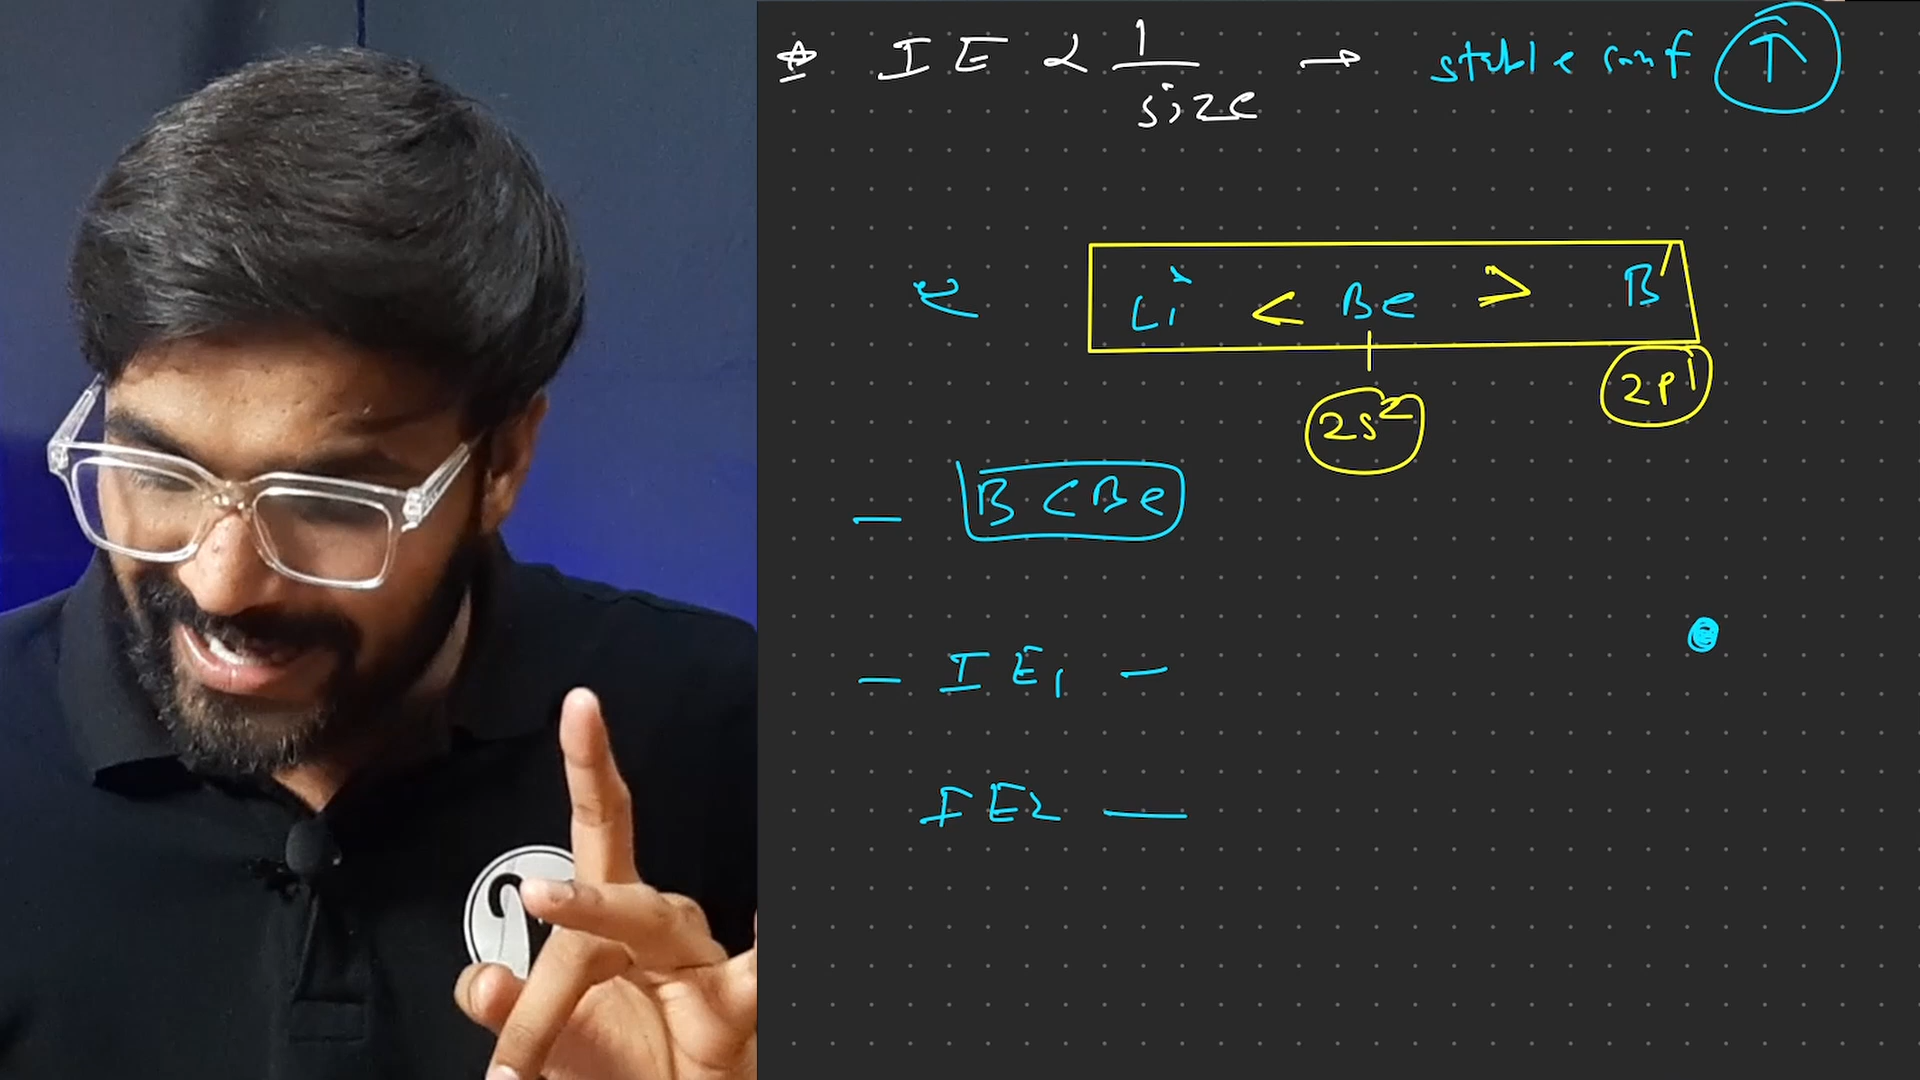 * IE ∝ 1/size → stable conf ↑
Li < Be > B
2s² 2p¹
- B < Be
- IE₁ -
IE2 —